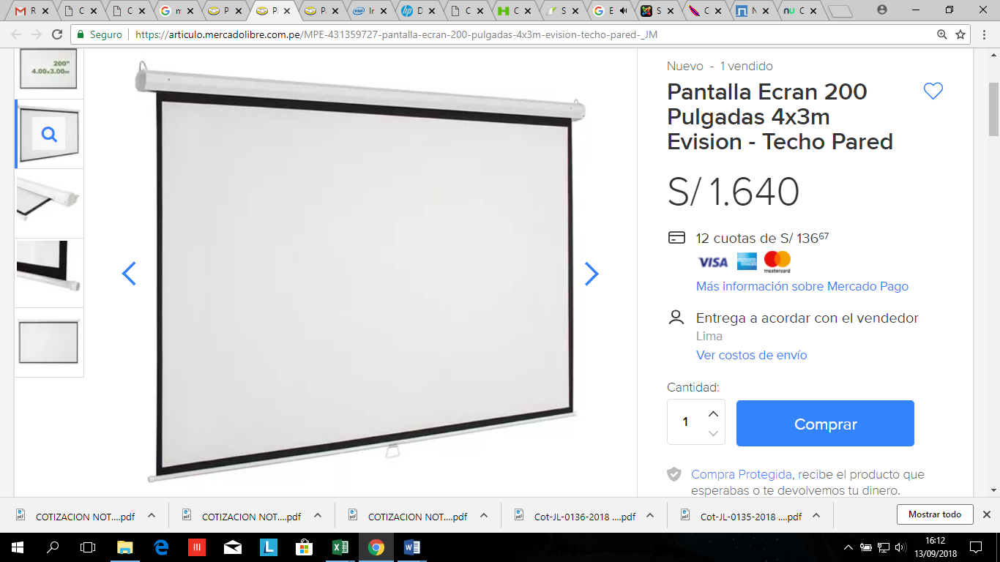 R
C
C
m
P
P
P
In
D
C
C
S
E
S
C
N
C
Seguro
https://articulo.mercadolibre.com.pe/MPE-431359727-pantalla-ecran-200-pulgadas-4x3m-evision-techo-pared-_JM
200"
4.00x3.00m
Nuevo - 1 vendido
Pantalla Ecran 200
Pulgadas 4x3m
Evision - Techo Pared
S/ 1.640
12 cuotas de S/ 136⁶⁷
VISA
mastercard
Más información sobre Mercado Pago
Entrega a acordar con el vendedor
Lima
Ver costos de envío
Cantidad:
1
Comprar
Compra Protegida, recibe el producto que
esperabas o te devolvemos tu dinero.
COTIZACION NOT....pdf
COTIZACION NOT....pdf
COTIZACION NOT....pdf
Cot-JL-0136-2018 ....pdf
Cot-JL-0135-2018 ....pdf
Mostrar todo
16:12
13/09/2018